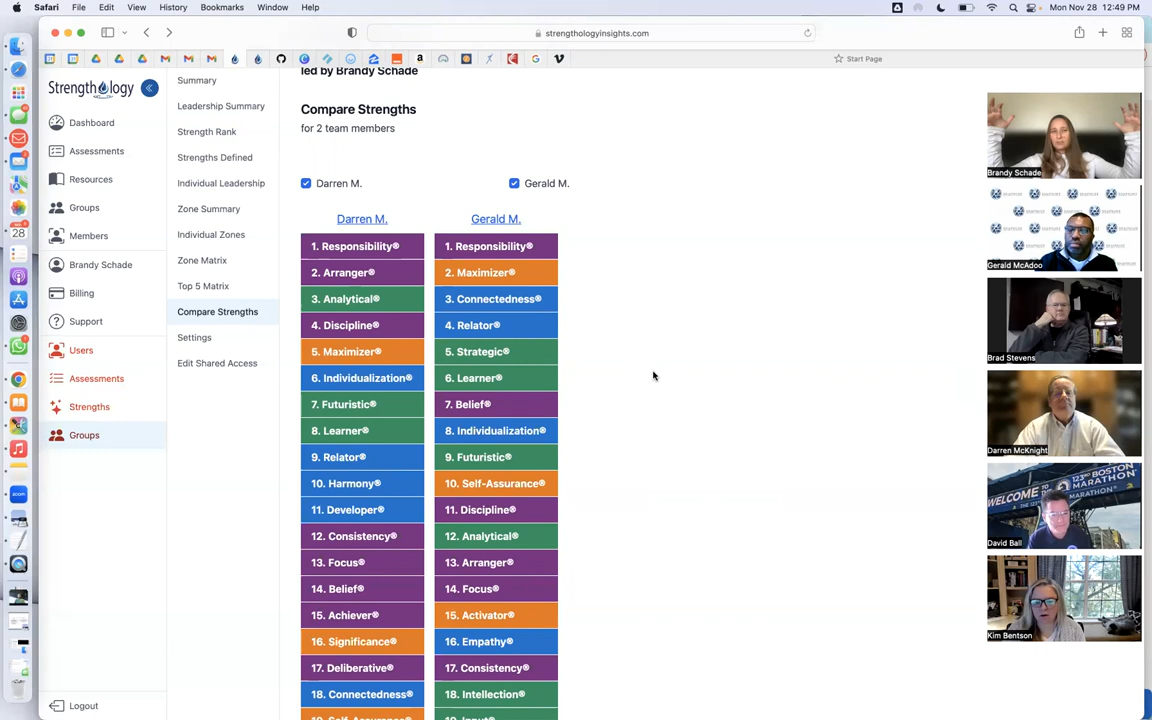 Safari File Edit View History Bookmarks Window Help
Mon Nov 28 12:49 PM
strengthologyinsights.com
Start Page
Strengthology
Dashboard
Assessments
Resources
Groups
Members
Brandy Schade
Billing
Support
Users
Assessments
Strengths
Groups
Logout
Summary
Leadership Summary
Strength Rank
Strengths Defined
Individual Leadership
Zone Summary
Individual Zones
Zone Matrix
Top 5 Matrix
Compare Strengths
Settings
Edit Shared Access
led by Brandy Schade
Compare Strengths
for 2 team members
Darren M. Gerald M.
Darren M. Gerald M.
1. Responsibility® 1. Responsibility®
2. Arranger® 2. Maximizer®
3. Analytical® 3. Connectedness®
4. Discipline® 4. Relator®
5. Maximizer® 5. Strategic®
6. Individualization® 6. Learner®
7. Futuristic® 7. Belief®
8. Learner® 8. Individualization®
9. Relator® 9. Futuristic®
10. Harmony® 10. Self-Assurance®
11. Developer® 11. Discipline®
12. Consistency® 12. Analytical®
13. Focus® 13. Arranger®
14. Belief® 14. Focus®
15. Achiever® 15. Activator®
16. Significance® 16. Empathy®
17. Deliberative® 17. Consistency®
18. Connectedness® 18. Intellection®
19. Self-Assurance® 19. Input®
Brandy Schade
Gerald McAdoo
Brad Stevens
Darren McKnight
WELCOME TO THE 123RD BOSTON MARATHON
David Ball
Kim Bentson
28